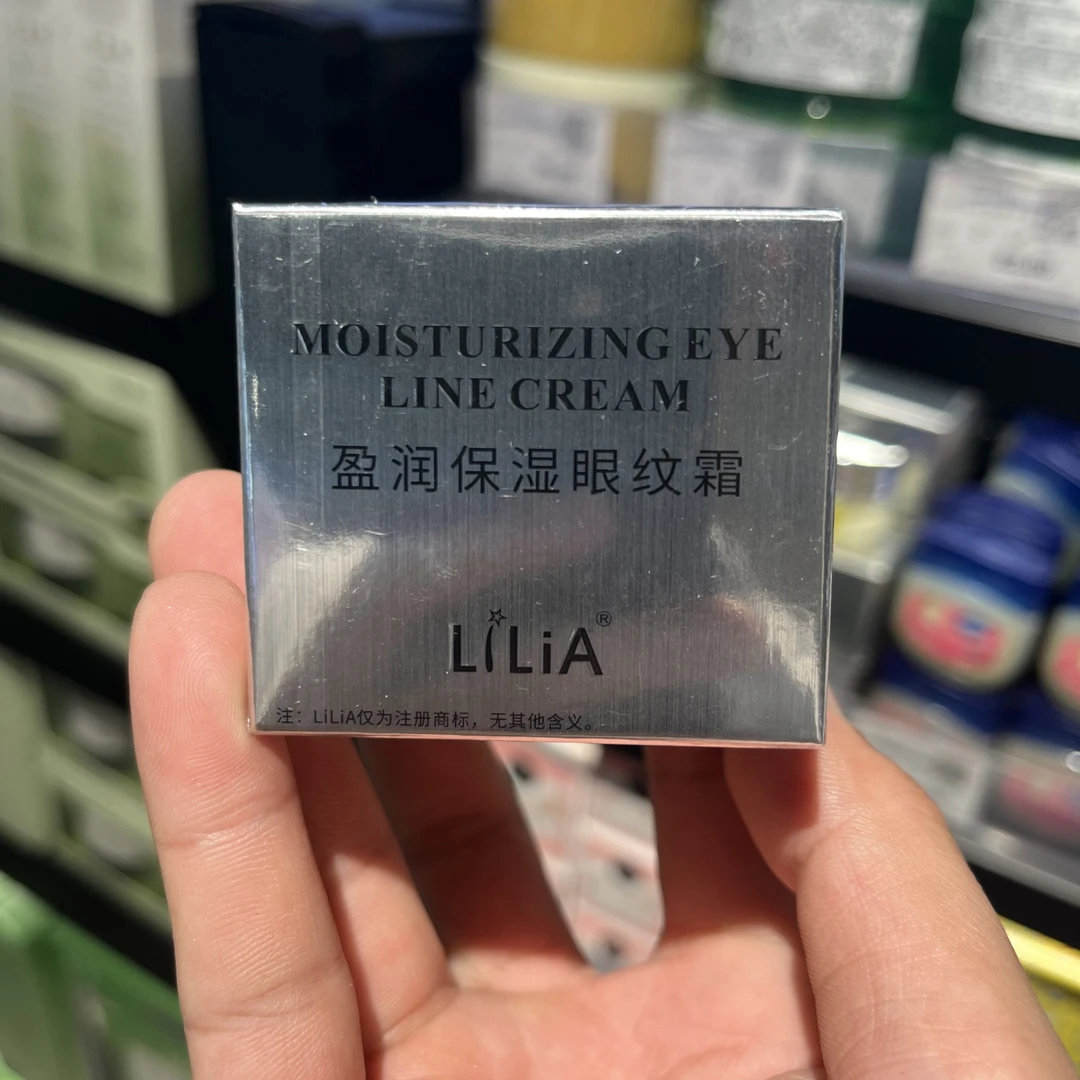 MOISTURIZING EYE
LINE CREAM
盈润保湿眼纹霜
LiLiA®
注：LiLiA仅为注册商标，无其他含义。